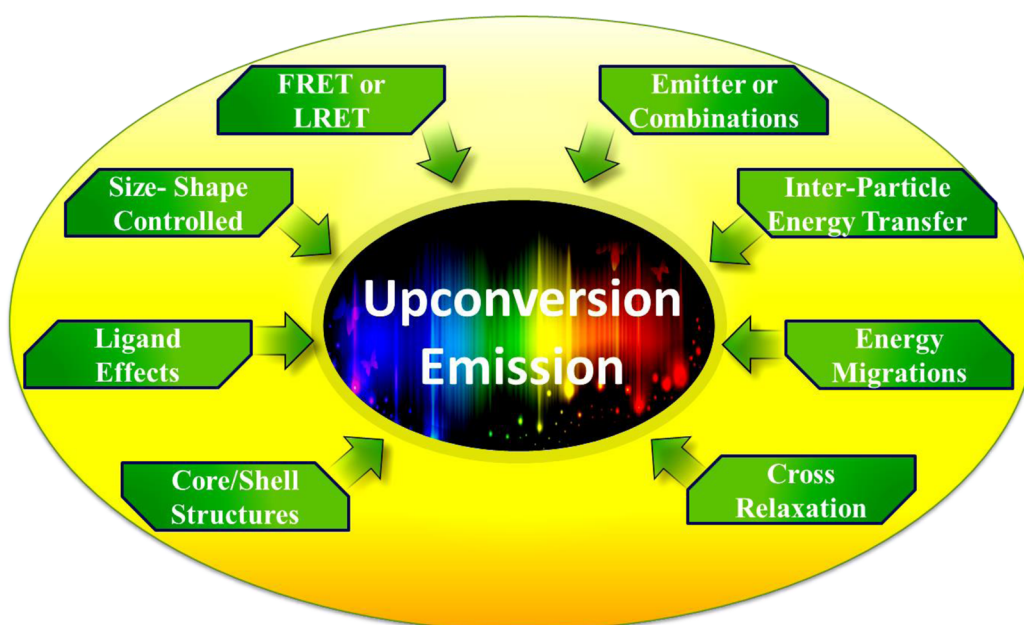 FRET or
LRET
Emitter or
Combinations
Size- Shape
Controlled
Inter-Particle
Energy Transfer
Upconversion
Emission
Ligand
Effects
Energy
Migrations
Core/Shell
Structures
Cross
Relaxation